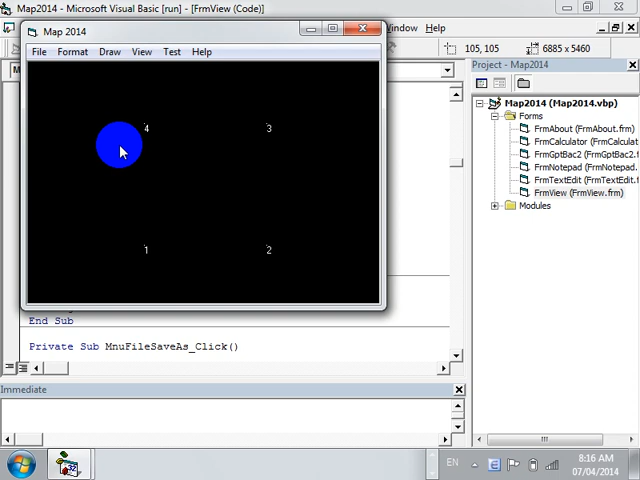 Map2014 - Microsoft Visual Basic [run] - [FrmView (Code)]
Map 2014
Window Help
File Format Draw View Test Help
105, 105
6885 x 5460
4 3
1 2
End Sub
Private Sub MnuFileSaveAs_Click()
Immediate
Project - Map2014
Map2014 (Map2014.vbp)
Forms
FrmAbout (FrmAbout.frm)
FrmCalculator (FrmCalculat
FrmGptBac2 (FrmGptBac2.
FrmNotepad (FrmNotepad.
FrmTextEdit (FrmTextEdit.
FrmView (FrmView.frm)
Modules
EN
8:16 AM
07/04/2014